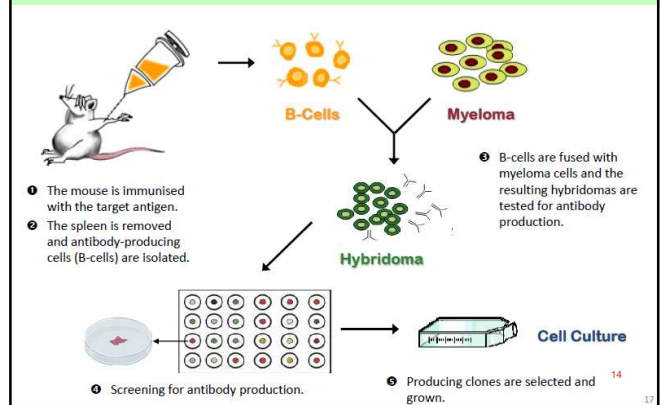 B-Cells
Myeloma
❶ The mouse is immunised
with the target antigen.
❷ The spleen is removed
and antibody-producing
cells (B-cells) are isolated.
❸ B-cells are fused with
myeloma cells and the
resulting hybridomas are
tested for antibody
production.
Hybridoma
Cell Culture
❹ Screening for antibody production.
❺ Producing clones are selected and
grown.
14
17